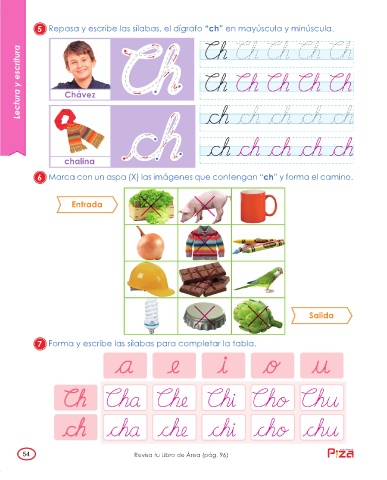 Lectura y escritura
5 Repasa y escribe las sílabas, el dígrafo "ch" en mayúscula y minúscula.
Chávez
Ch
Ch Ch Ch Ch Ch
Ch Ch Ch Ch Ch
chalina
ch
ch ch ch ch ch
ch ch ch ch ch
6 Marca con un aspa (X) las imágenes que contengan "ch" y forma el camino.
Entrada
Salida
7 Forma y escribe las sílabas para completar la tabla.
a e i o u
Ch Cha Che Chi Cho Chu
ch cha che chi cho chu
54
Revisa tu Libro de Área (pág. 96)
PIZA